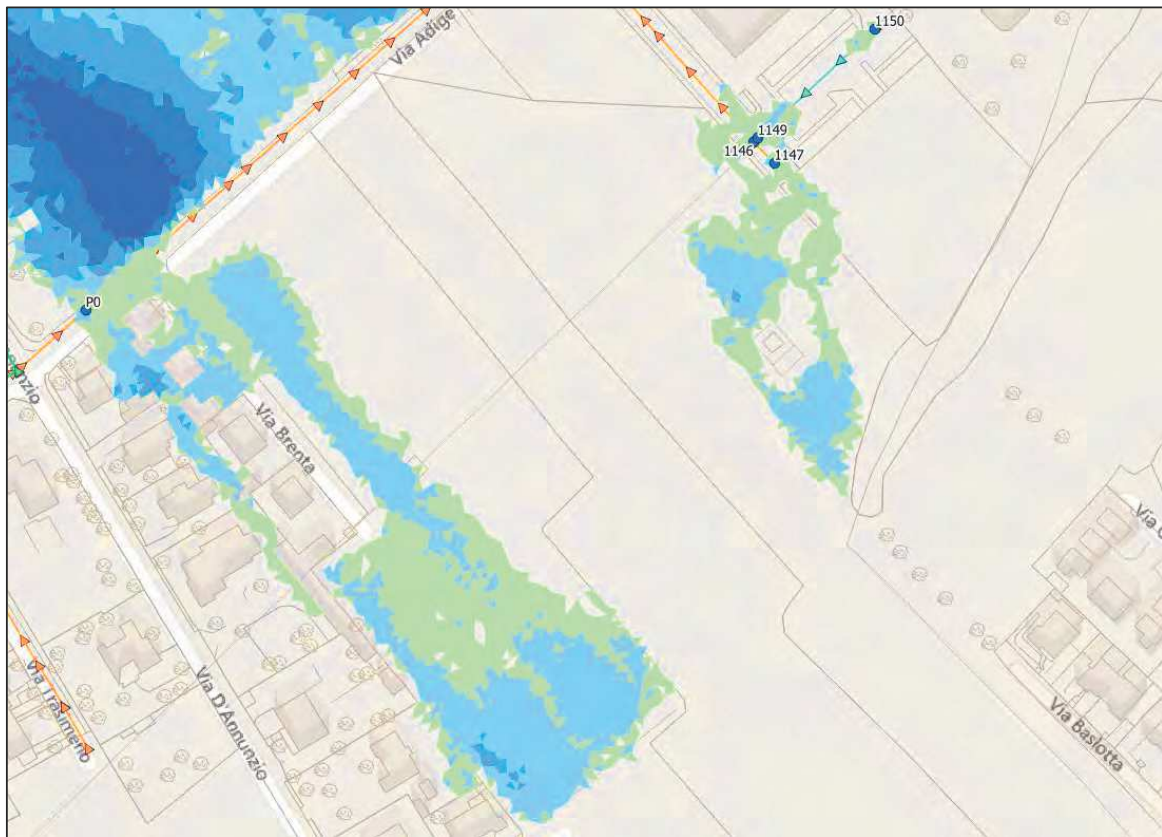 1150
Via Adige
1149
1146
1147
P0
Via Brenta
Via D'Annunzio
Via Trasimeno
Via Baslotta